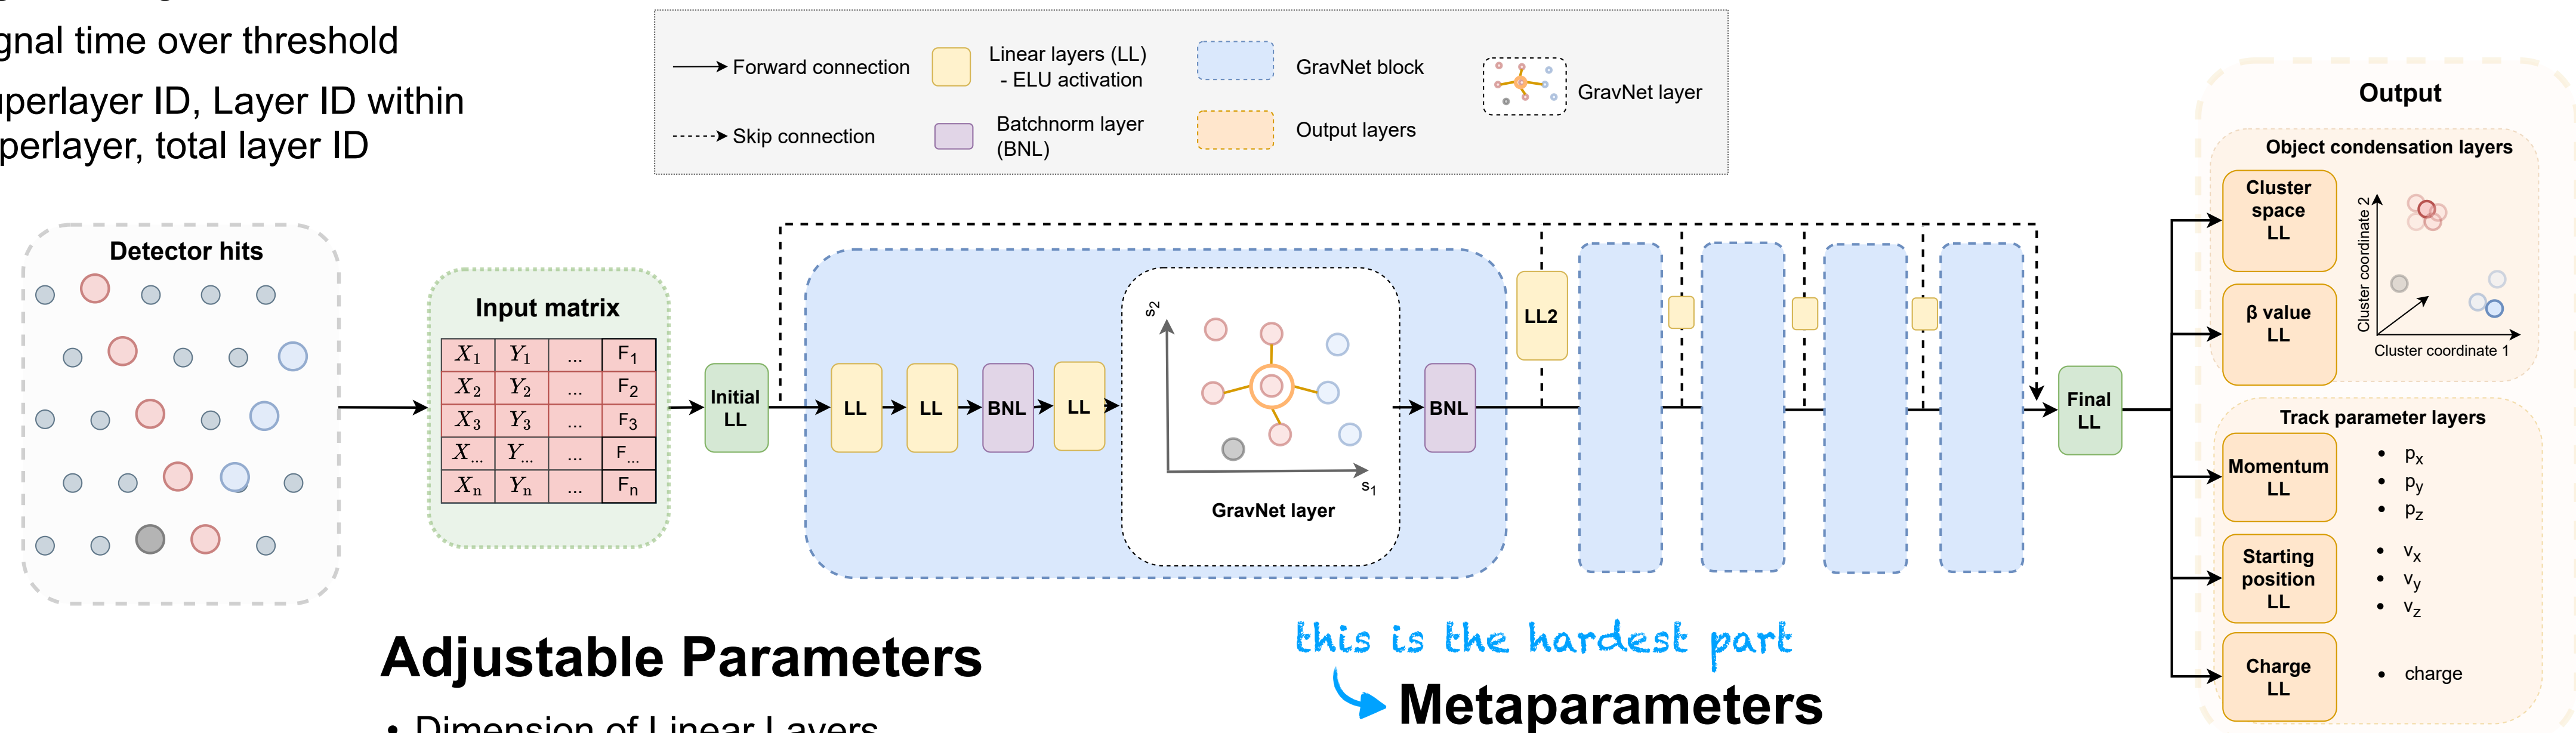 gnal time over threshold
perlayer ID, Layer ID within
perlayer, total layer ID
Forward connection
Skip connection
Linear layers (LL)
- ELU activation
Batchnorm layer
(BNL)
GravNet block
Output layers
GravNet layer
Detector hits
Input matrix
X1 Y1 ... F1
X2 Y2 ... F2
X3 Y3 ... F3
X... Y... ... F...
Xn Yn ... Fn
Initial
LL
LL
LL
BNL
LL
s2
s1
GravNet layer
BNL
LL2
Final
LL
Output
Object condensation layers
Cluster
space
LL
β value
LL
Cluster coordinate 2
Cluster coordinate 1
Track parameter layers
Momentum
LL
• px
• py
• pz
Starting
position
LL
• vx
• vy
• vz
Charge
LL
• charge
Adjustable Parameters
• Dimension of Linear Layers
this is the hardest part
Metaparameters